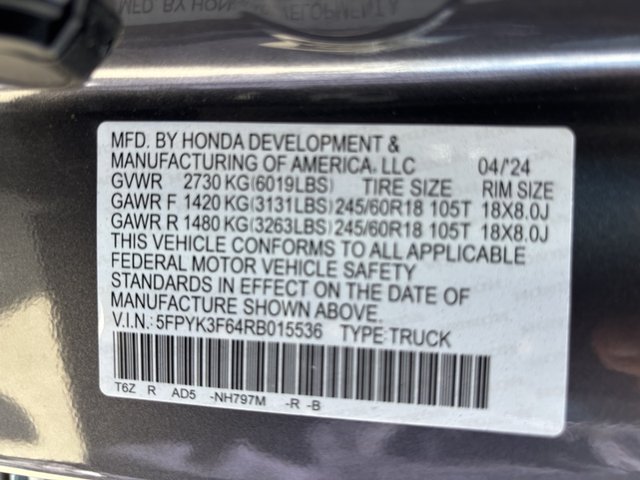 MFD. BY HONDA DEVELOPMENT &
MANUFACTURING OF AMERICA, LLC 04/'24
GVWR 2730 KG(6019LBS) TIRE SIZE RIM SIZE
GAWR F 1420 KG(3131LBS) 245/60R18 105T 18X8.0J
GAWR R 1480 KG(3263LBS) 245/60R18 105T 18X8.0J
THIS VEHICLE CONFORMS TO ALL APPLICABLE
FEDERAL MOTOR VEHICLE SAFETY
STANDARDS IN EFFECT ON THE DATE OF
MANUFACTURE SHOWN ABOVE.
V.I.N.: 5FPYK3F64RB015536 TYPE:TRUCK
T6Z R AD5 -NH797M -R -B